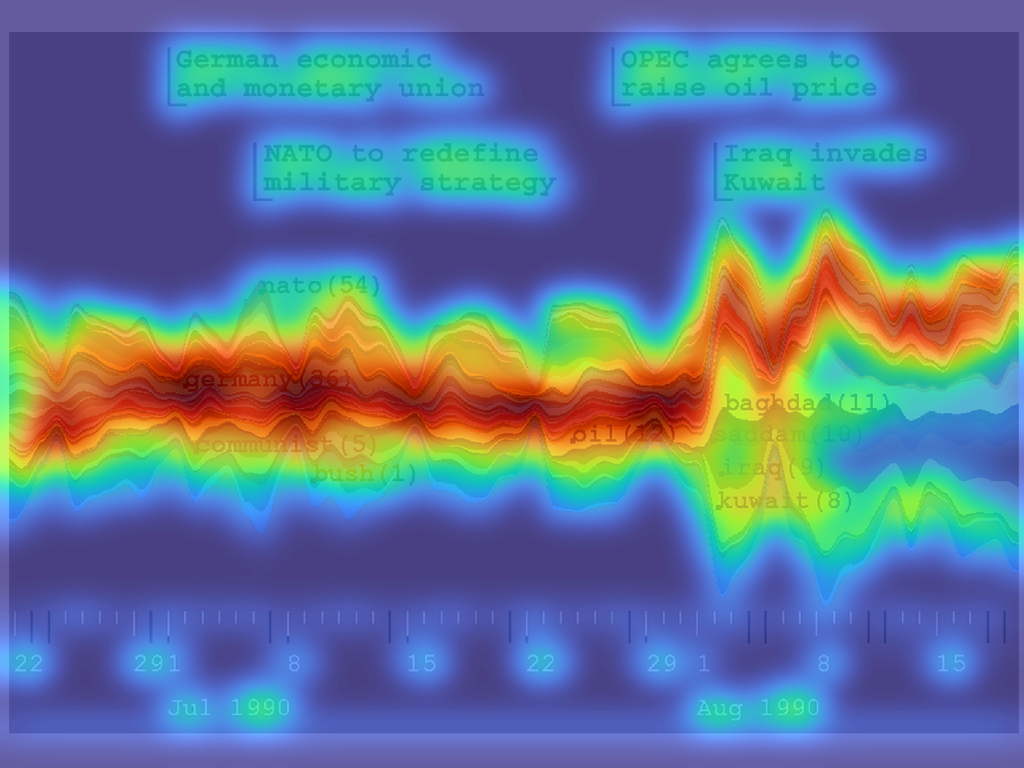 German economic
and monetary union
OPEC agrees to
raise oil price
NATO to redefine
military strategy
Iraq invades
Kuwait
nato(54)
germany(36)
communist(5)
bush(1)
oil(12)
baghdad(11)
saddam(10)
iraq(9)
kuwait(8)
22 29 1 8 15 22 29 1 8 15
Jul 1990 Aug 1990